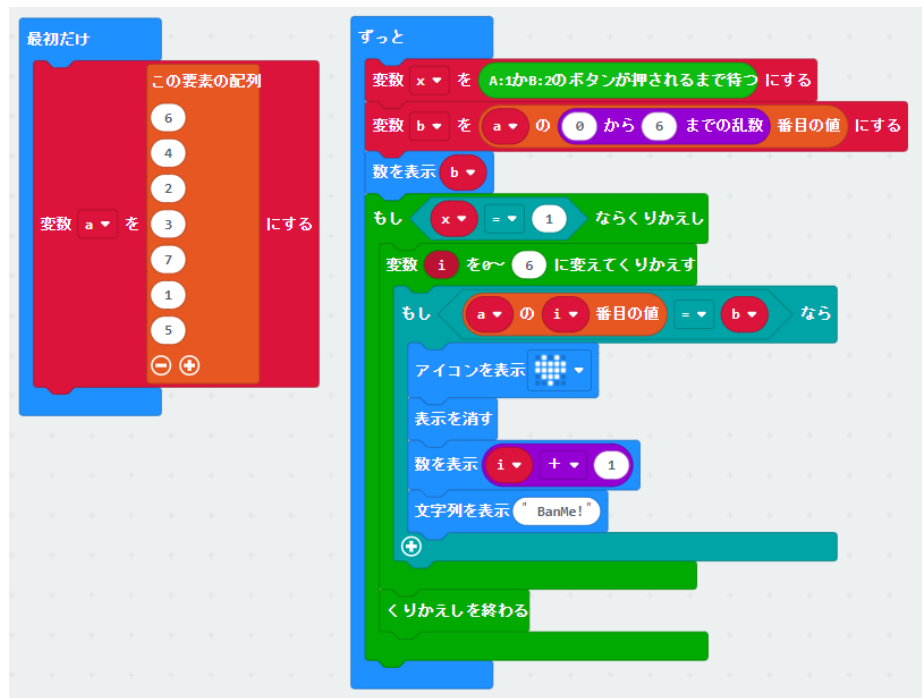 最初だけ
変数 a を この要素の配列 にする
6
4
2
3
7
1
5
ずっと
変数 x を A:1かB:2のボタンが押されるまで待つ にする
変数 b を a の 0 から 6 までの乱数 番目の値 にする
数を表示 b
もし x = 1 ならくりかえし
変数 i を0～ 6 に変えてくりかえす
もし a の i 番目の値 = b なら
アイコンを表示
表示を消す
数を表示 i + 1
文字列を表示 " BanMe!"
くりかえしを終わる